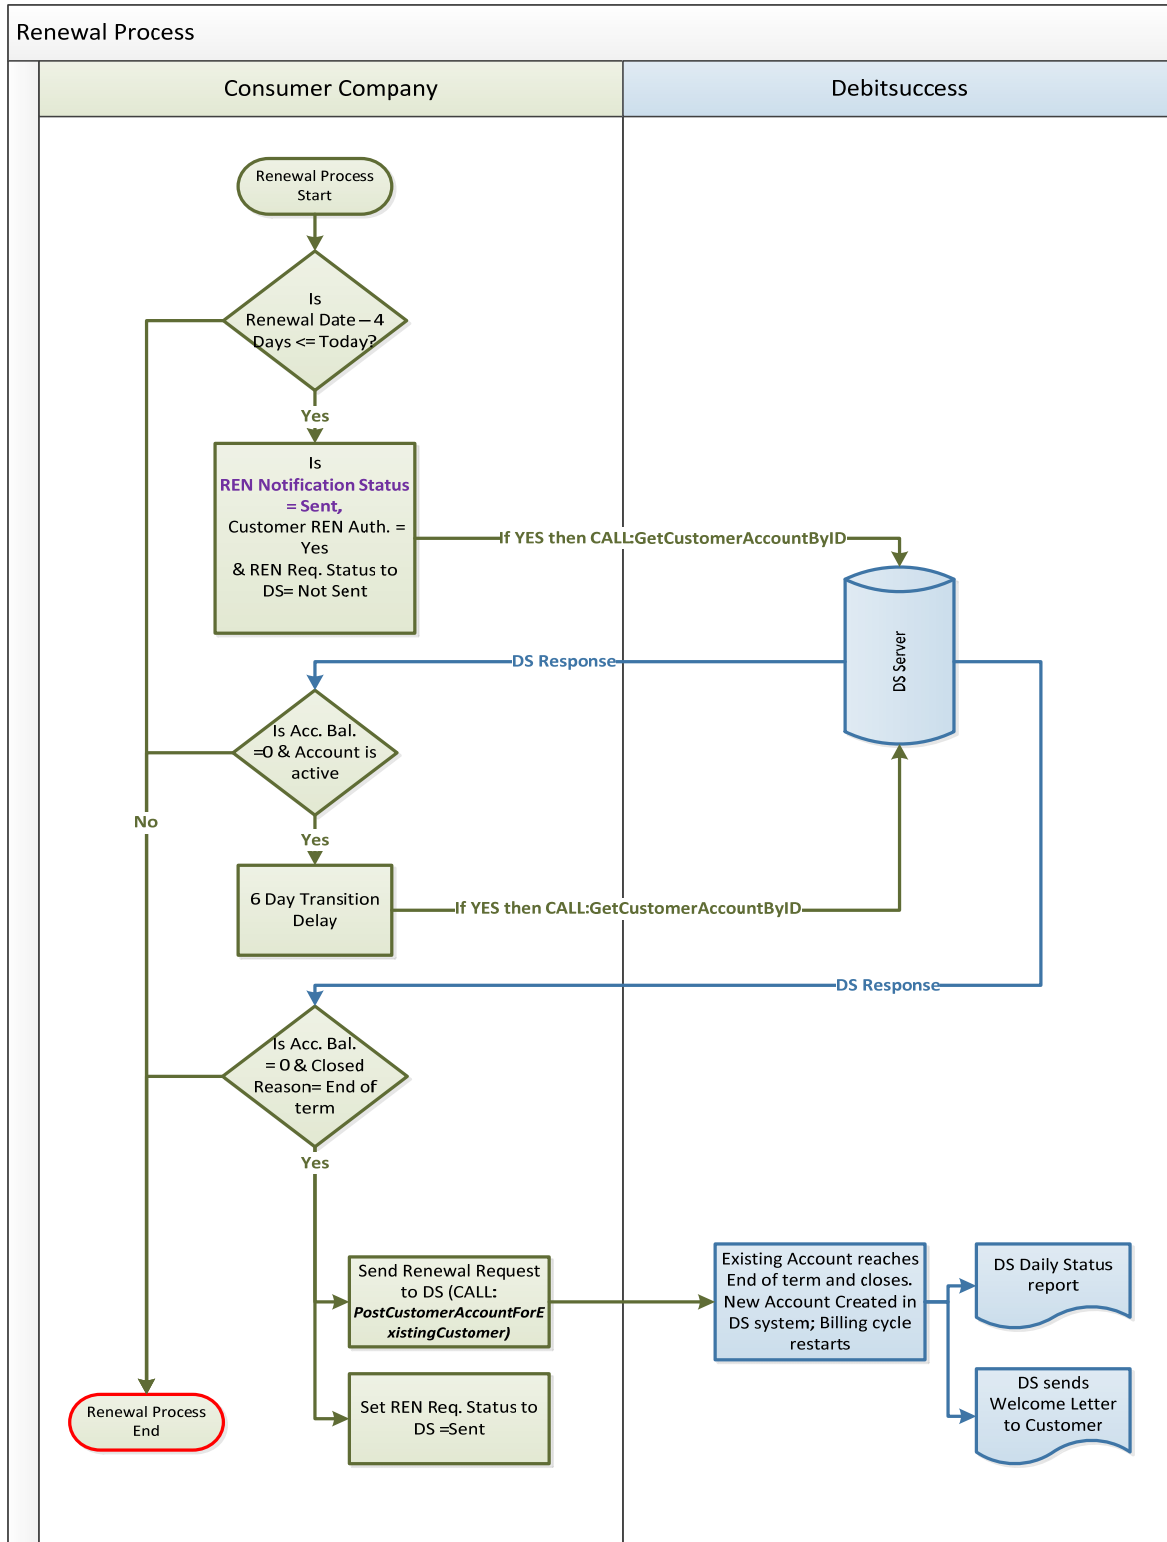 Renewal Process
Consumer Company
Debitsuccess
Renewal Process
Start
Is
Renewal Date – 4
Days <= Today?
Yes
Is
REN Notification Status
= Sent,
Customer REN Auth. =
Yes
& REN Req. Status to
DS= Not Sent
If YES then CALL:GetCustomerAccountByID
DS Server
DS Response
Is Acc. Bal.
=0 & Account is
active
No
Yes
6 Day Transition
Delay
If YES then CALL:GetCustomerAccountByID
DS Response
Is Acc. Bal.
= 0 & Closed
Reason= End of
term
Yes
Send Renewal Request
to DS (CALL:
PostCustomerAccountForE
xistingCustomer)
Existing Account reaches
End of term and closes.
New Account Created in
DS system; Billing cycle
restarts
DS Daily Status
report
Set REN Req. Status to
DS =Sent
DS sends
Welcome Letter
to Customer
Renewal Process
End